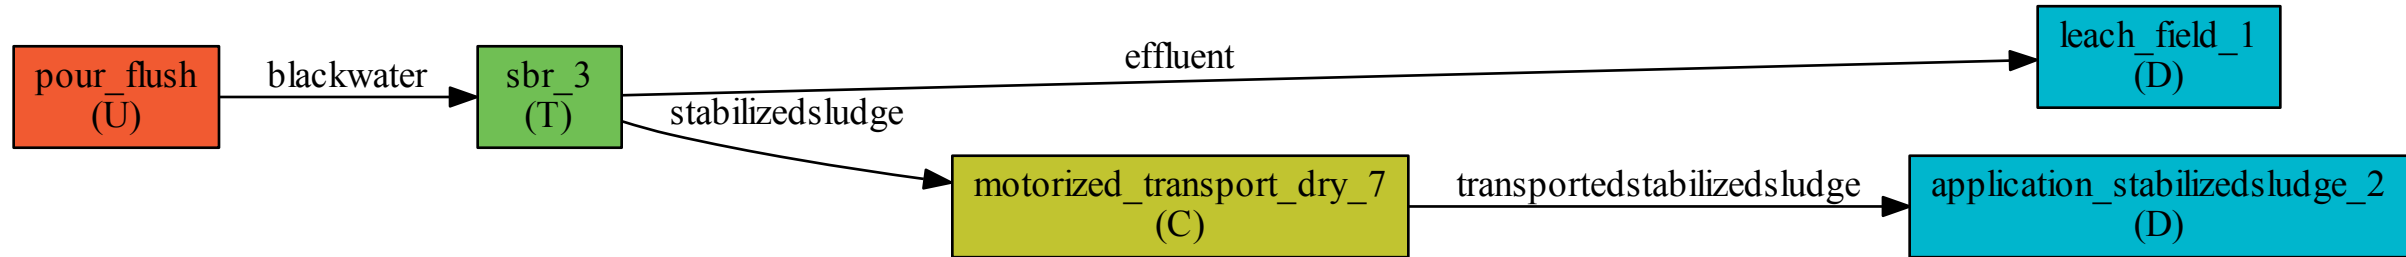 pour_flush
(U)
blackwater
sbr_3
(T)
effluent
leach_field_1
(D)
stabilizedsludge
motorized_transport_dry_7
(C)
transportedstabilizedsludge
application_stabilizedsludge_2
(D)